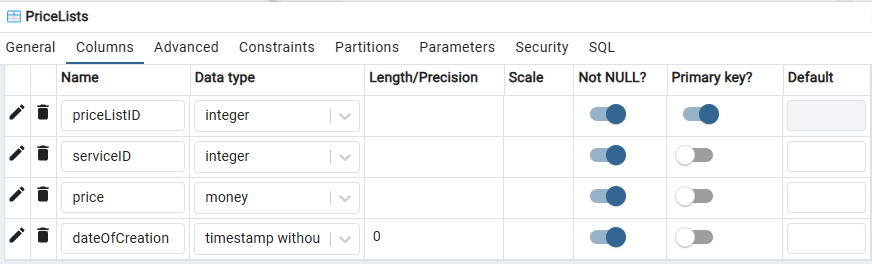 PriceLists
General Columns Advanced Constraints Partitions Parameters Security SQL
Name Data type Length/Precision Scale Not NULL? Primary key? Default
priceListID integer
serviceID integer
price money
dateOfCreation timestamp withou 0